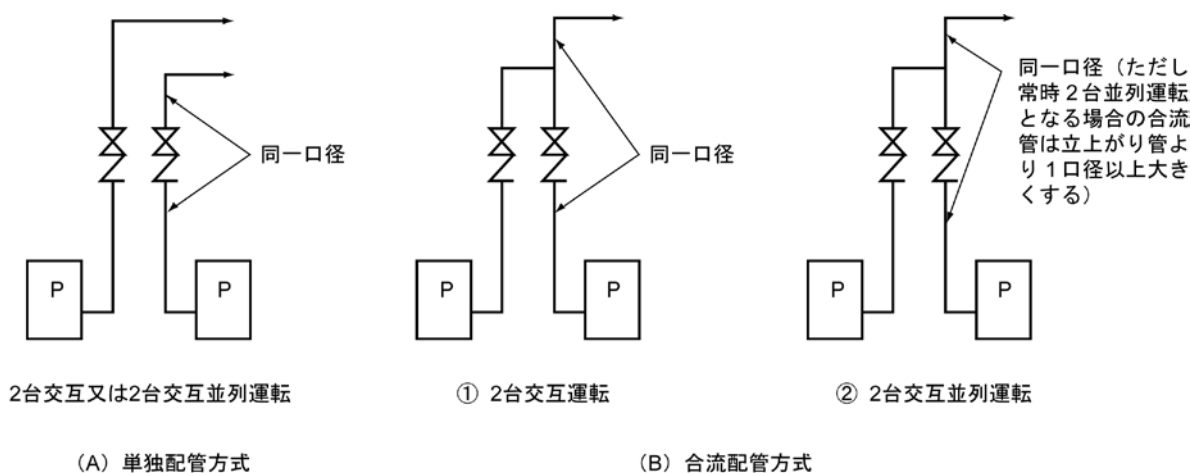 同一口径
同一口径
同一口径（ただし
常時2台並列運転
となる場合の合流
管は立上がり管よ
り1口径以上大き
くする）
P
P
P
P
P
P
2台交互又は2台交互並列運転
① 2台交互運転
② 2台交互並列運転
（A）単独配管方式
（B）合流配管方式